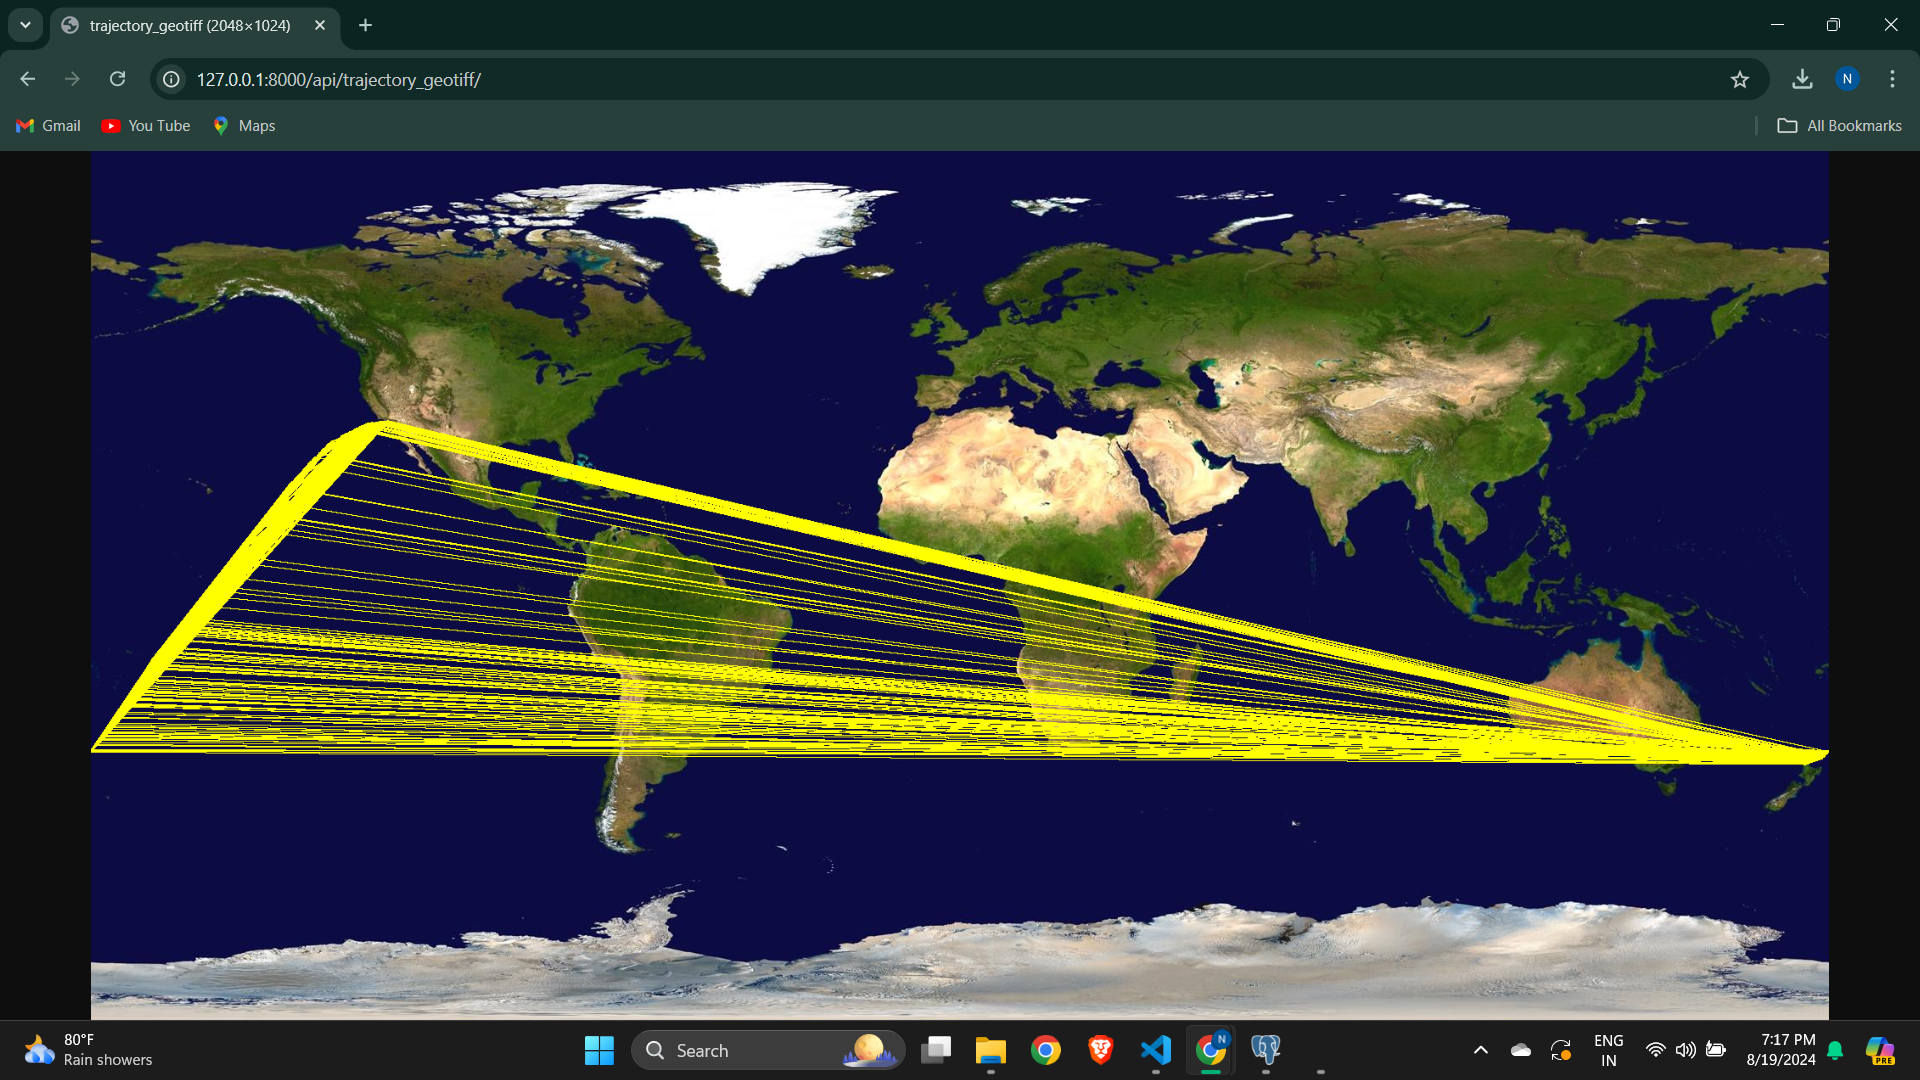 trajectory_geotiff (2048×1024)
127.0.0.1:8000/api/trajectory_geotiff/
N
Gmail
You Tube
Maps
All Bookmarks
80°F
Rain showers
Search
N
ENG
IN
7:17 PM
8/19/2024
PRE